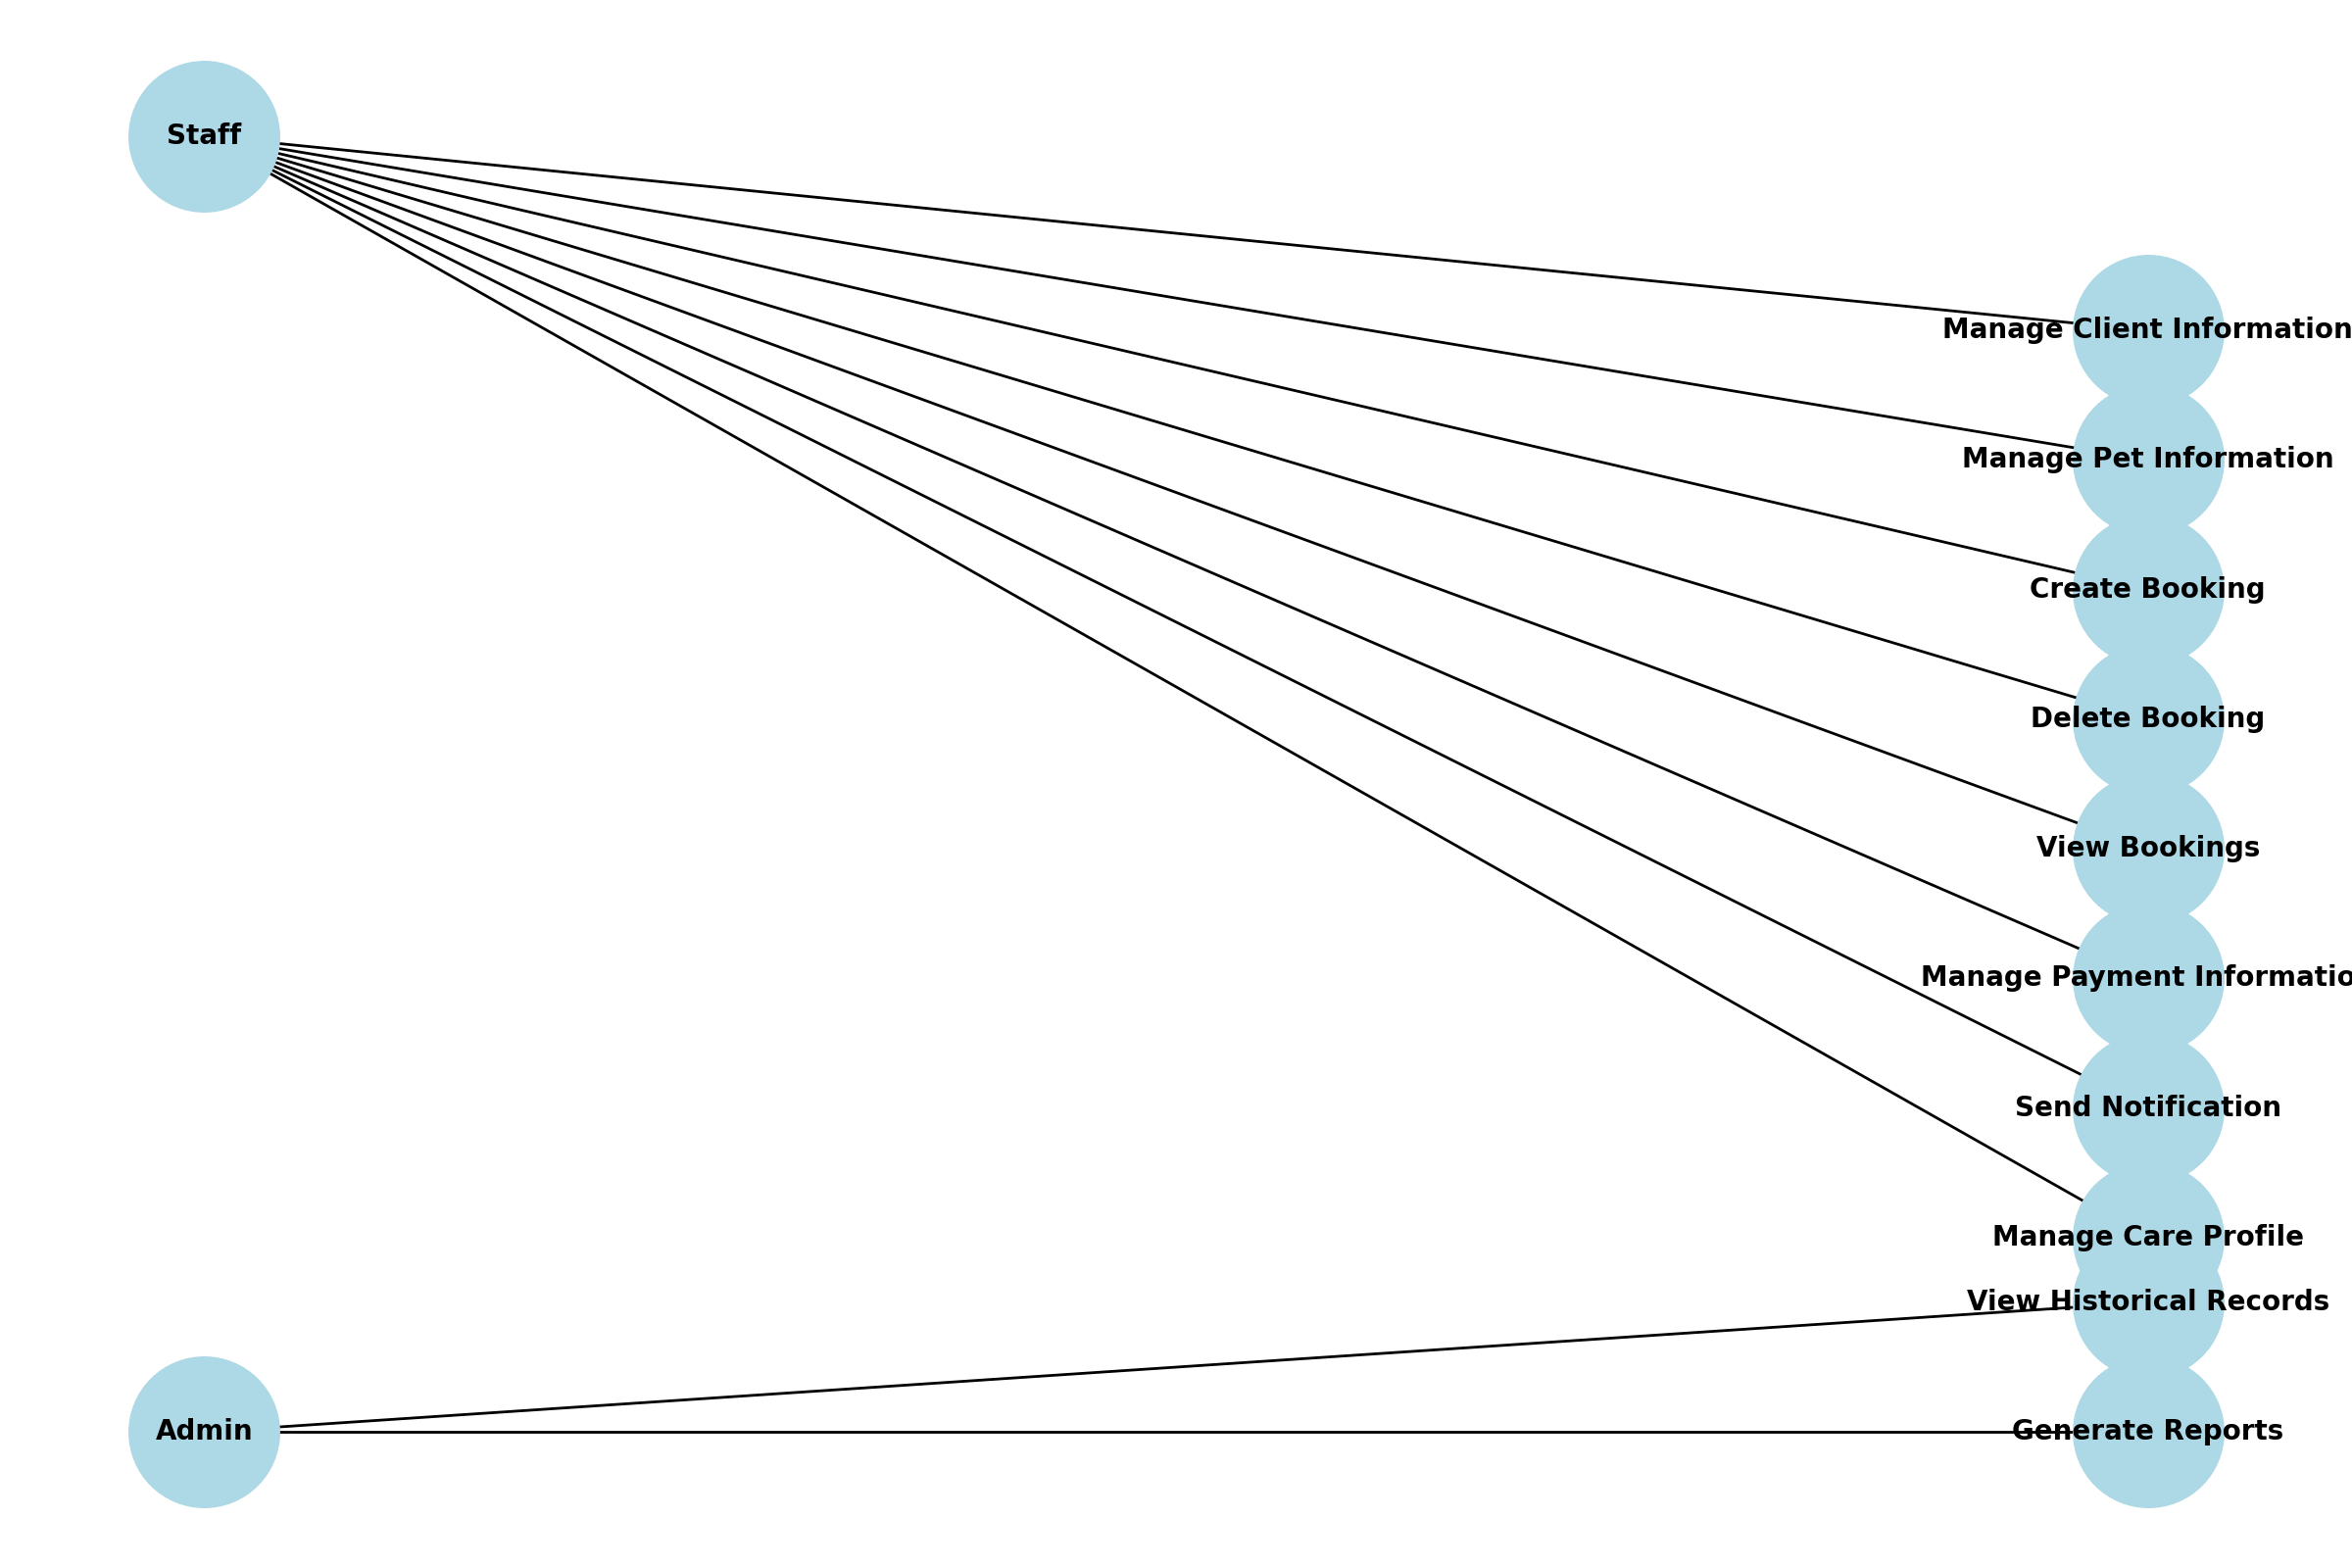 Staff
Manage Client Information
Manage Pet Information
Create Booking
Delete Booking
View Bookings
Manage Payment Informatio
Send Notification
Manage Care Profile
View Historical Records
Admin
Generate Reports